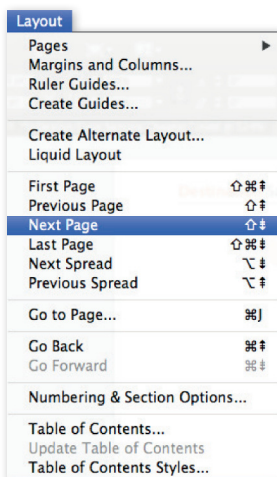 Layout
Pages ▶
Margins and Columns...
Ruler Guides...
Create Guides...
Create Alternate Layout...
Liquid Layout
First Page ⇧⌘⇞
Previous Page ⇧⇞
Next Page ⇧⇟
Last Page ⇧⌘⇟
Next Spread ⌥⇟
Previous Spread ⌥⇞
Go to Page... ⌘J
Go Back ⌘⇞
Go Forward ⌘⇟
Numbering & Section Options...
Table of Contents...
Update Table of Contents
Table of Contents Styles...